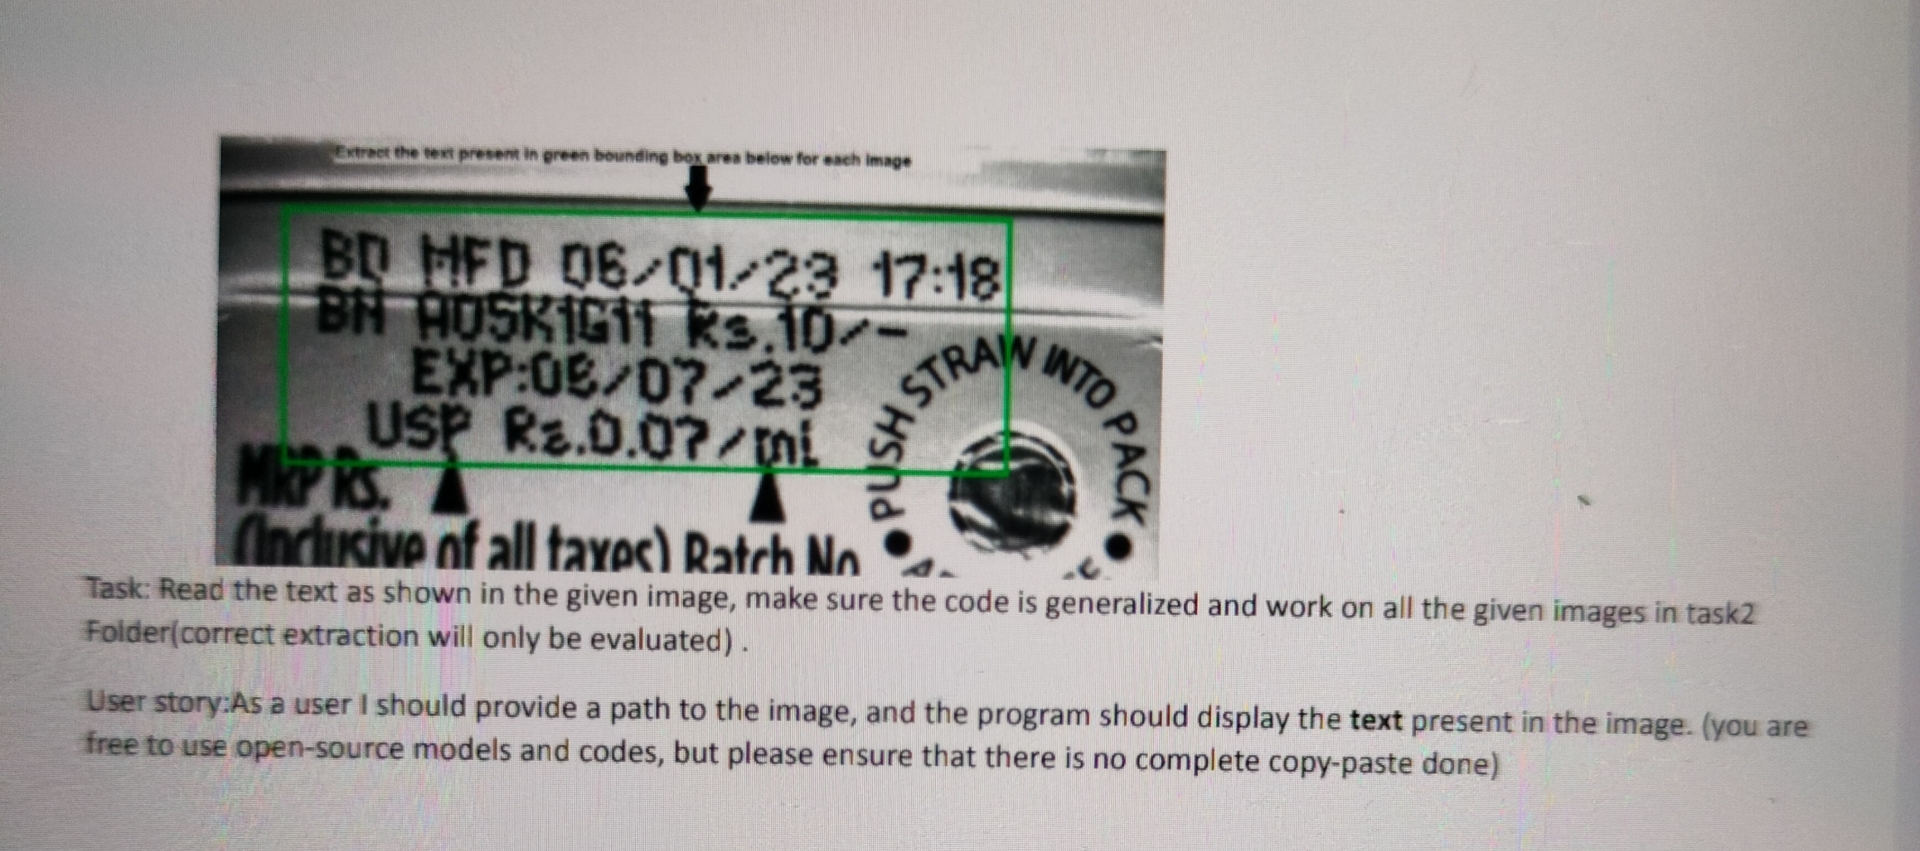 Extract the text present in green bounding box area below for each image
BD MFD 06/01/23 17:18
BN A05K1G11 Rs.10/-
EXP:06/07/23
USP Rs.0.07/ml
PUSH STRAW INTO PACK
MRP Rs.
(Inclusive of all taxes) Batch No
Task: Read the text as shown in the given image, make sure the code is generalized and work on all the given images in task2
Folder(correct extraction will only be evaluated) .
User story:As a user I should provide a path to the image, and the program should display the text present in the image. (you are
free to use open-source models and codes, but please ensure that there is no complete copy-paste done)